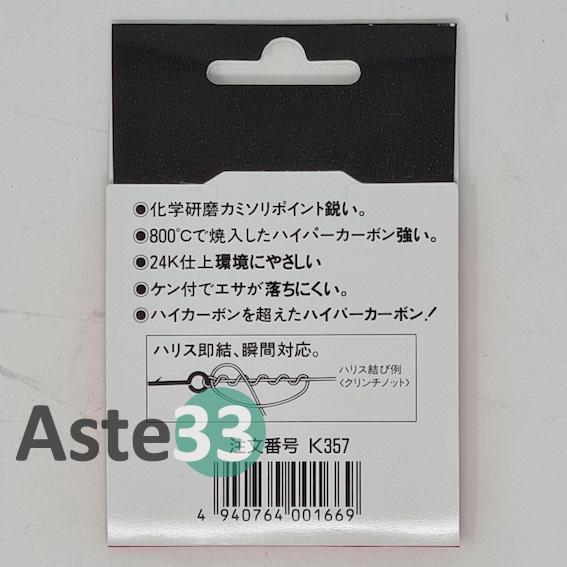 ●化学研磨カミソリポイント鋭い。
●800℃で焼入したハイパーカーボン強い。
●24K仕上環境にやさしい
●ケン付でエサが落ちにくい。
●ハイカーボンを超えたハイパーカーボン!
ハリス即結、瞬間対応。
ハリス結び例
〈クリンチノット〉
Aste33
注文番号 K357
4 940764 001669